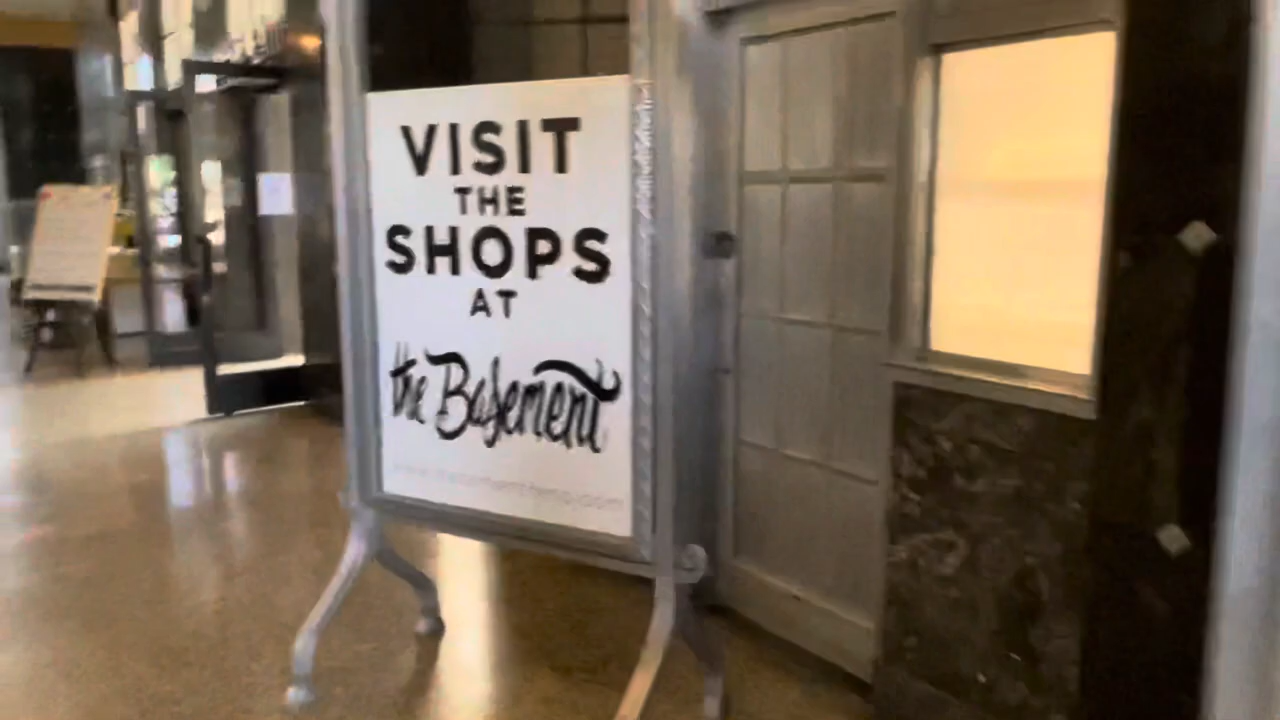 VISIT
THE
SHOPS
AT
the Basement